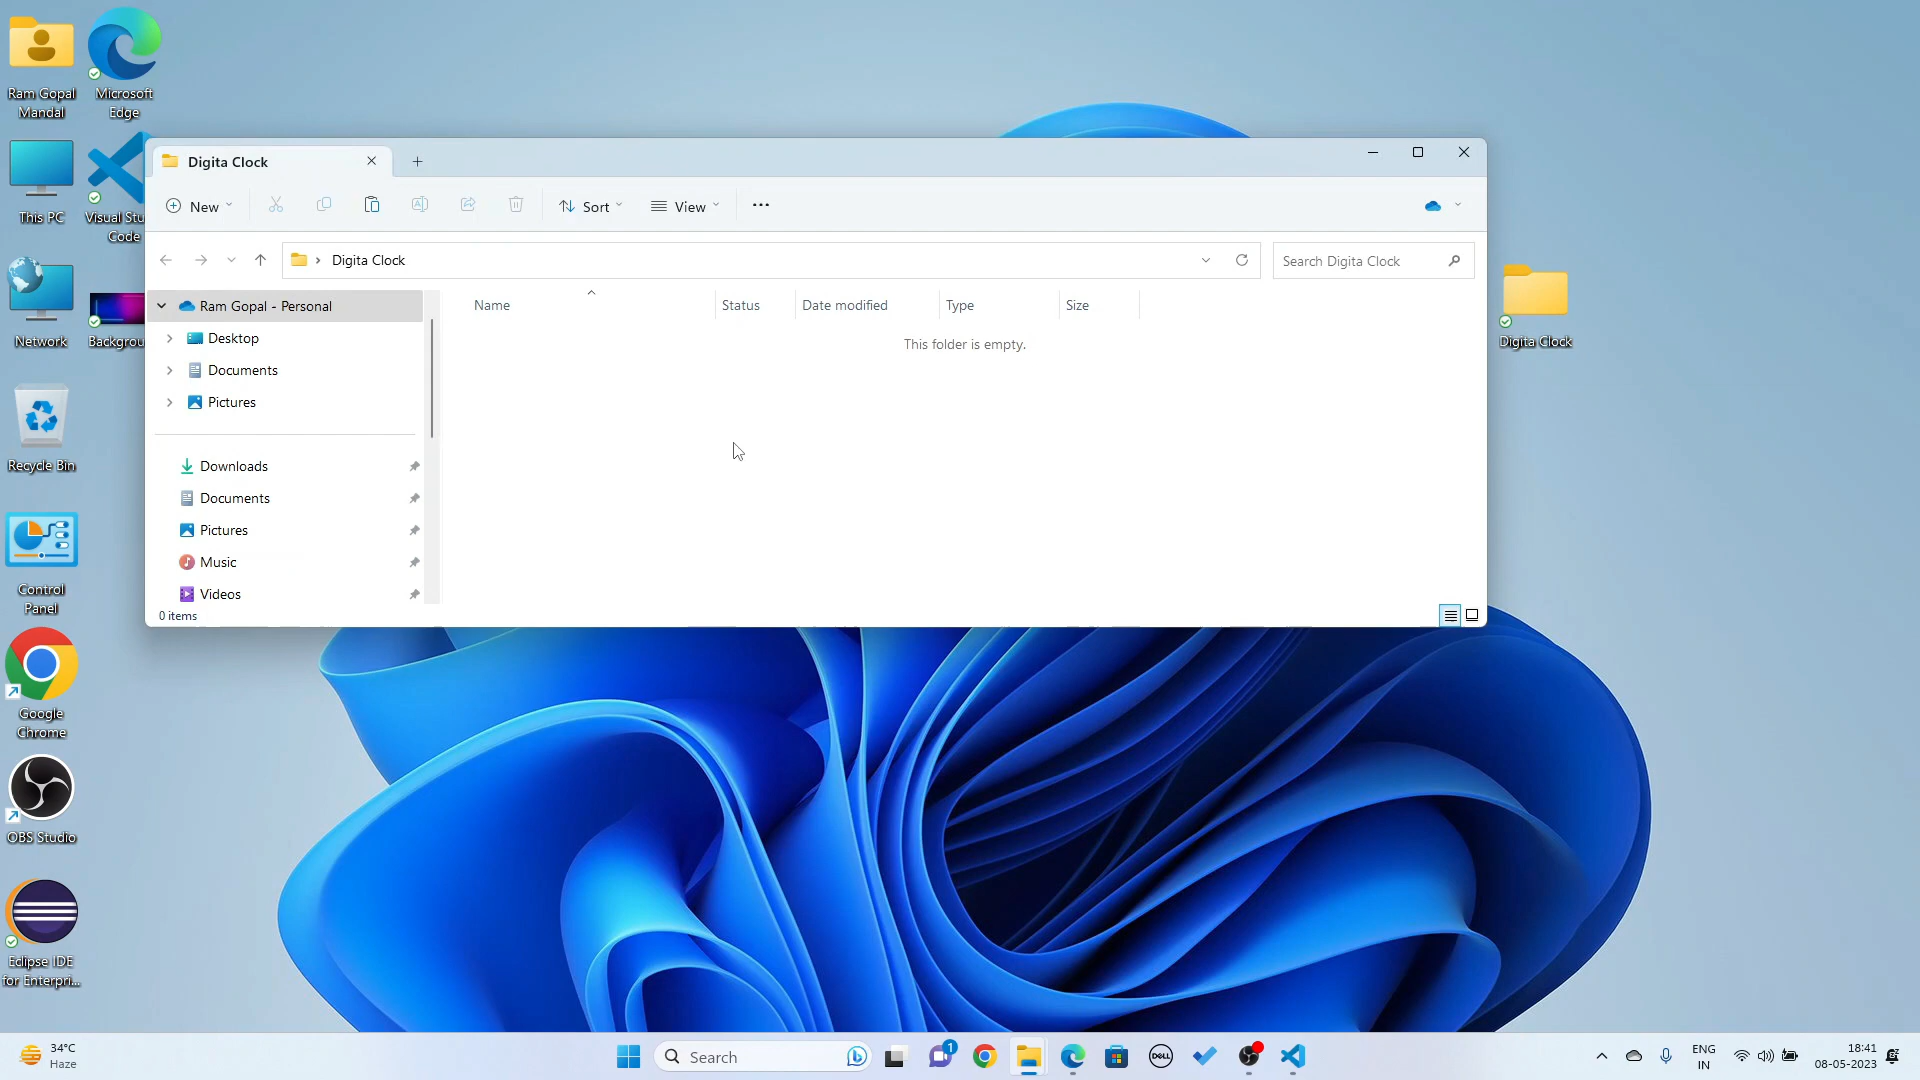 Ram Gopal
Mandal
Microsoft
Edge
This PC
Visual Stu
Code
Network
Backgrou
Recycle Bin
Control
Panel
Google
Chrome
OBS Studio
Eclipse IDE
for Enterpri...
Digita Clock
New
Sort
View
Digita Clock
Search Digita Clock
Ram Gopal - Personal
Desktop
Documents
Pictures
Downloads
Documents
Pictures
Music
Videos
Name Status Date modified Type Size
This folder is empty.
0 items
Digita Clock
34°C
Haze
Search
1
DELL
ENG
IN
18:41
08-05-2023